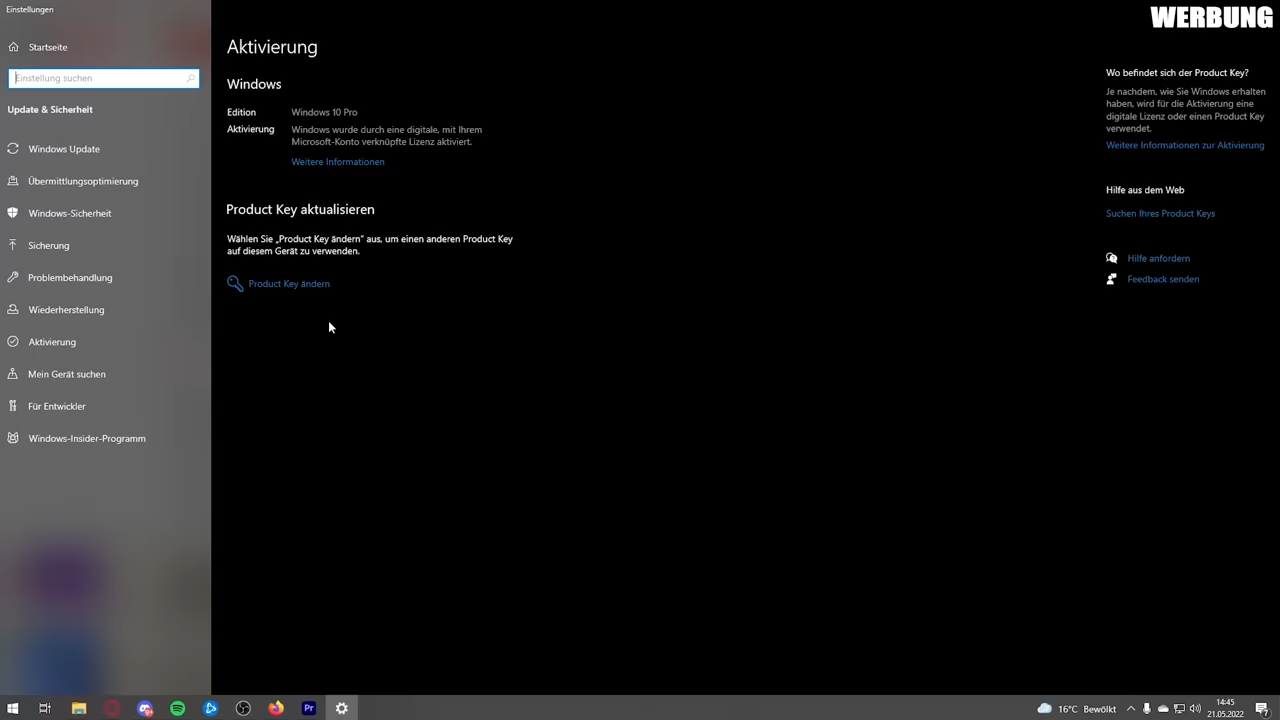 Einstellungen
WERBUNG
Startseite
Einstellung suchen
Update & Sicherheit
Windows Update
Übermittlungsoptimierung
Windows-Sicherheit
Sicherung
Problembehandlung
Wiederherstellung
Aktivierung
Mein Gerät suchen
Für Entwickler
Windows-Insider-Programm
Aktivierung
Windows
Edition Windows 10 Pro
Aktivierung Windows wurde durch eine digitale, mit Ihrem
Microsoft-Konto verknüpfte Lizenz aktiviert.
Weitere Informationen
Product Key aktualisieren
Wählen Sie „Product Key ändern“ aus, um einen anderen Product Key
auf diesem Gerät zu verwenden.
Product Key ändern
Wo befindet sich der Product Key?
Je nachdem, wie Sie Windows erhalten
haben, wird für die Aktivierung eine
digitale Lizenz oder einen Product Key
verwendet.
Weitere Informationen zur Aktivierung
Hilfe aus dem Web
Suchen Ihres Product Keys
Hilfe anfordern
Feedback senden
Pr
16°C Bewölkt
14:45
21.05.2022